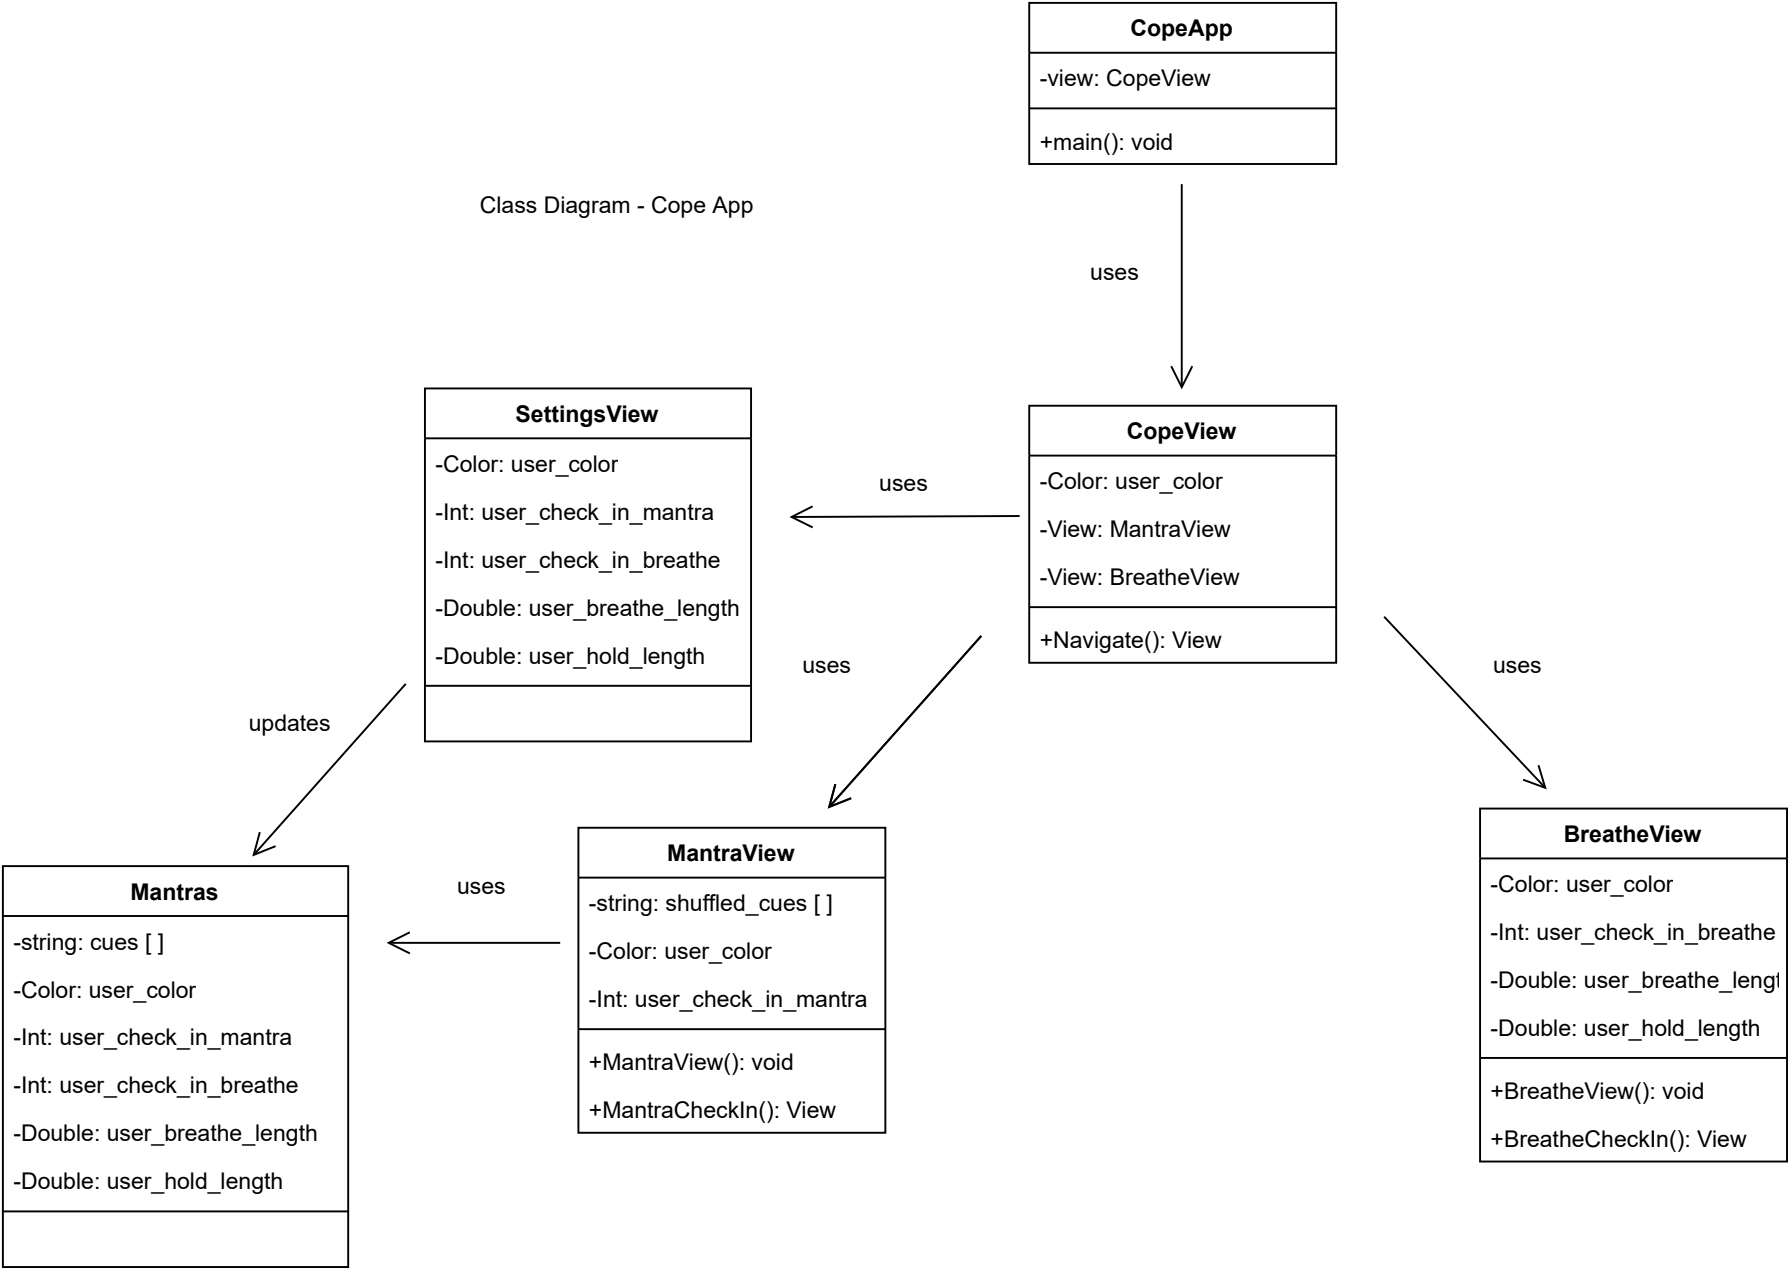 CopeApp
-view: CopeView
+main(): void
Class Diagram - Cope App
uses
SettingsView
-Color: user_color
-Int: user_check_in_mantra
-Int: user_check_in_breathe
-Double: user_breathe_length
-Double: user_hold_length
uses
CopeView
-Color: user_color
-View: MantraView
-View: BreatheView
+Navigate(): View
updates
uses
uses
Mantras
-string: cues [ ]
-Color: user_color
-Int: user_check_in_mantra
-Int: user_check_in_breathe
-Double: user_breathe_length
-Double: user_hold_length
uses
MantraView
-string: shuffled_cues [ ]
-Color: user_color
-Int: user_check_in_mantra
+MantraView(): void
+MantraCheckIn(): View
BreatheView
-Color: user_color
-Int: user_check_in_breathe
-Double: user_breathe_lengt
-Double: user_hold_length
+BreatheView(): void
+BreatheCheckIn(): View